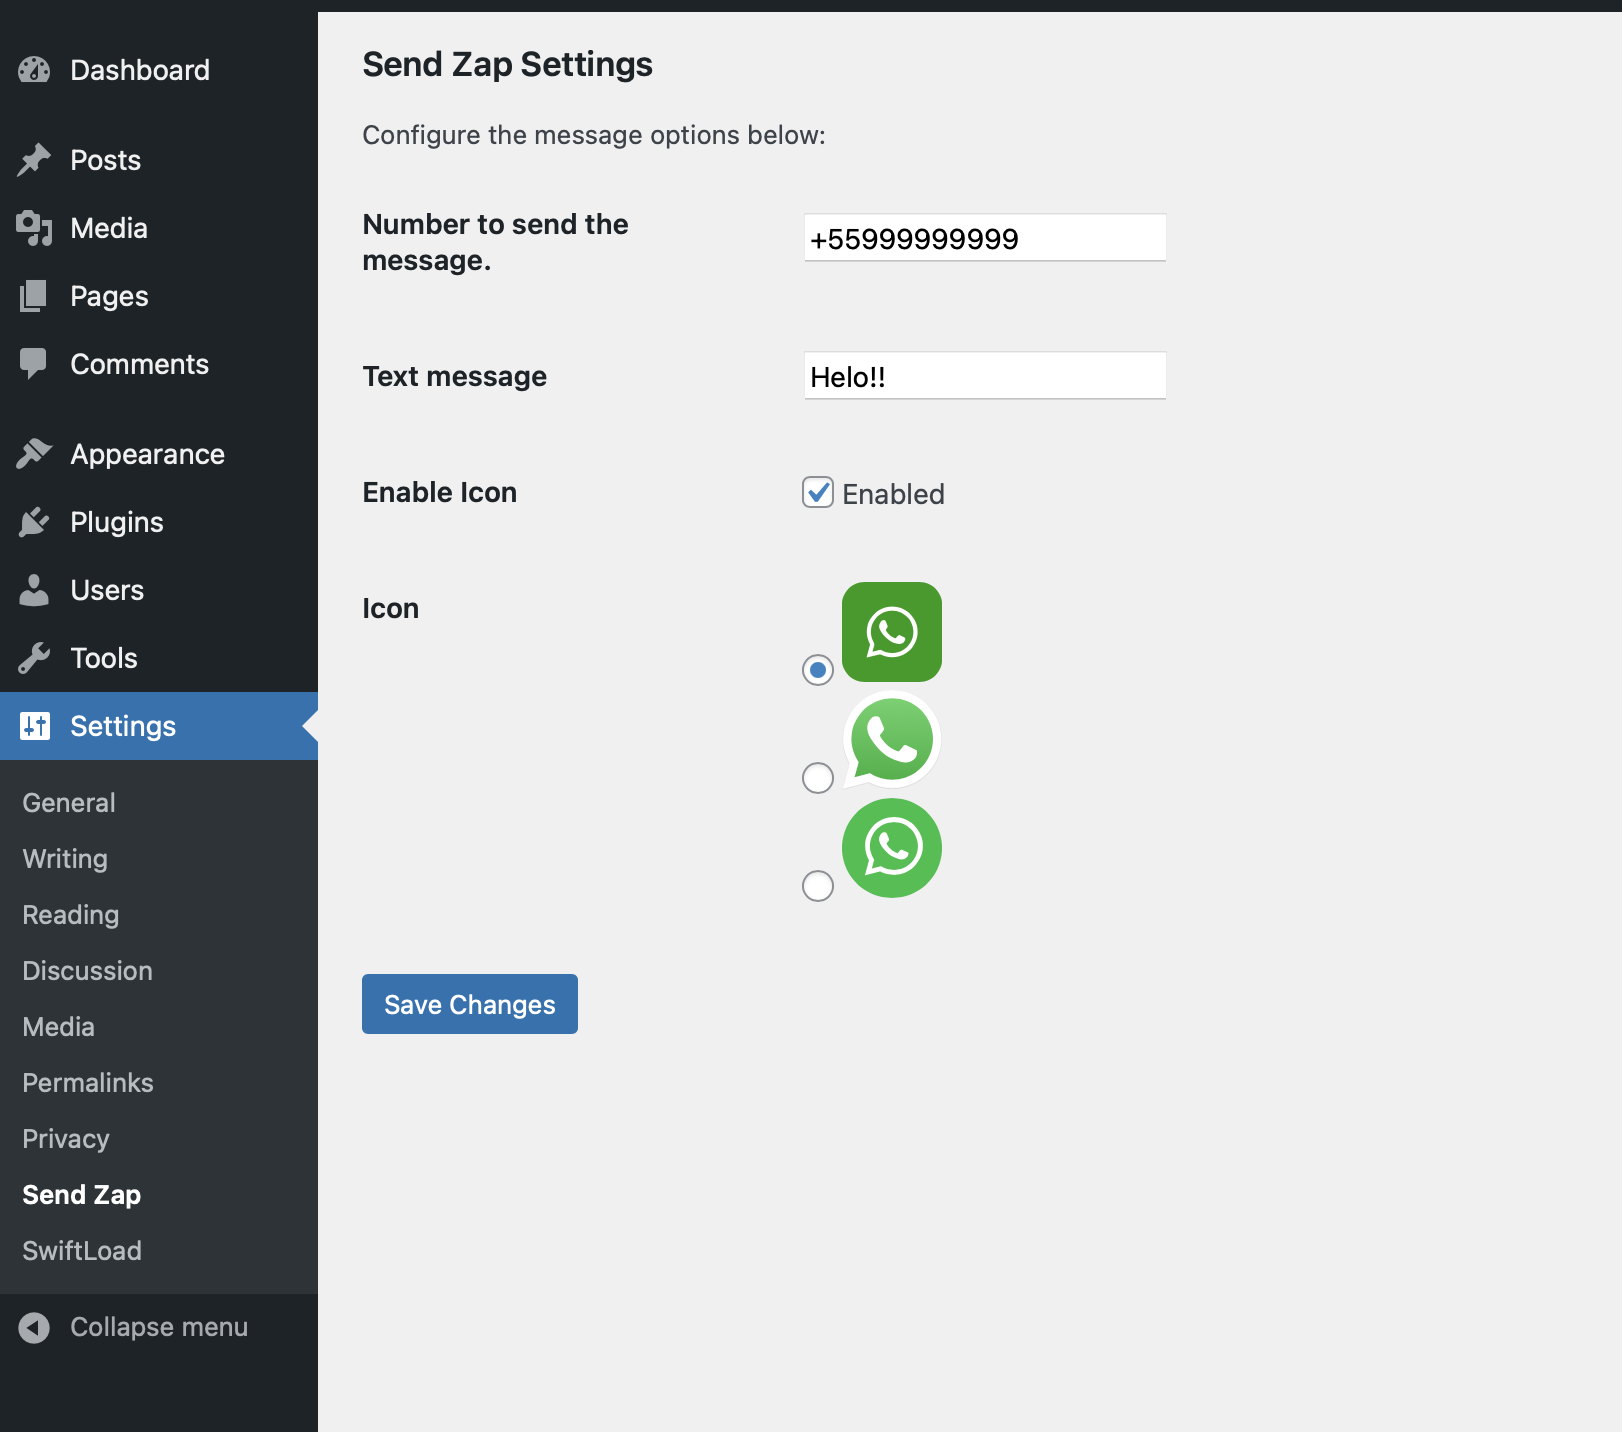 Dashboard
Posts
Media
Pages
Comments
Appearance
Plugins
Users
Tools
Settings
General
Writing
Reading
Discussion
Media
Permalinks
Privacy
Send Zap
SwiftLoad
Collapse menu
Send Zap Settings
Configure the message options below:
Number to send the
message.
+55999999999
Text message
Helo!!
Enable Icon
Enabled
Icon
Save Changes